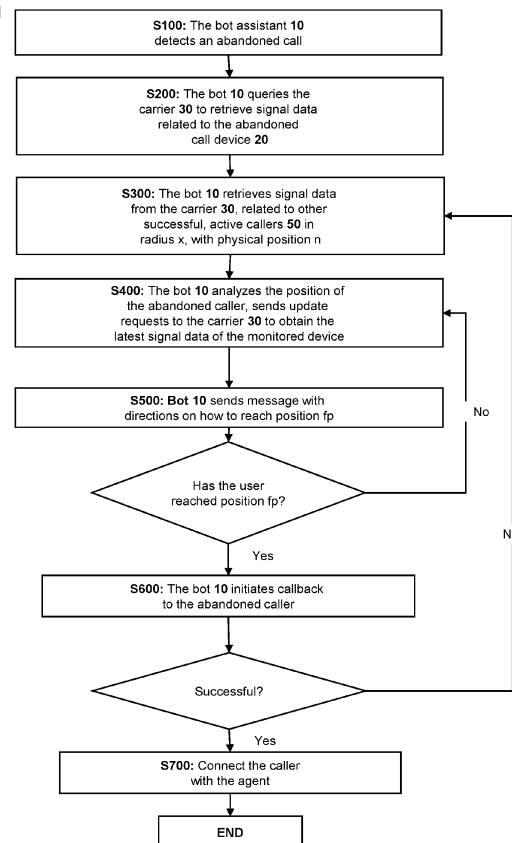 S100: The bot assistant 10
detects an abandoned call
S200: The bot 10 queries the
carrier 30 to retrieve signal data
related to the abandoned
call device 20
S300: The bot 10 retrieves signal data
from the carrier 30, related to other
successful, active callers 50 in
radius x, with physical position n
S400: The bot 10 analyzes the position of
the abandoned caller, sends update
requests to the carrier 30 to obtain the
latest signal data of the monitored device
S500: Bot 10 sends message with
directions on how to reach position fp
No
Has the user
reached position fp?
N
Yes
S600: The bot 10 initiates callback
to the abandoned caller
Successful?
Yes
S700: Connect the caller
with the agent
END